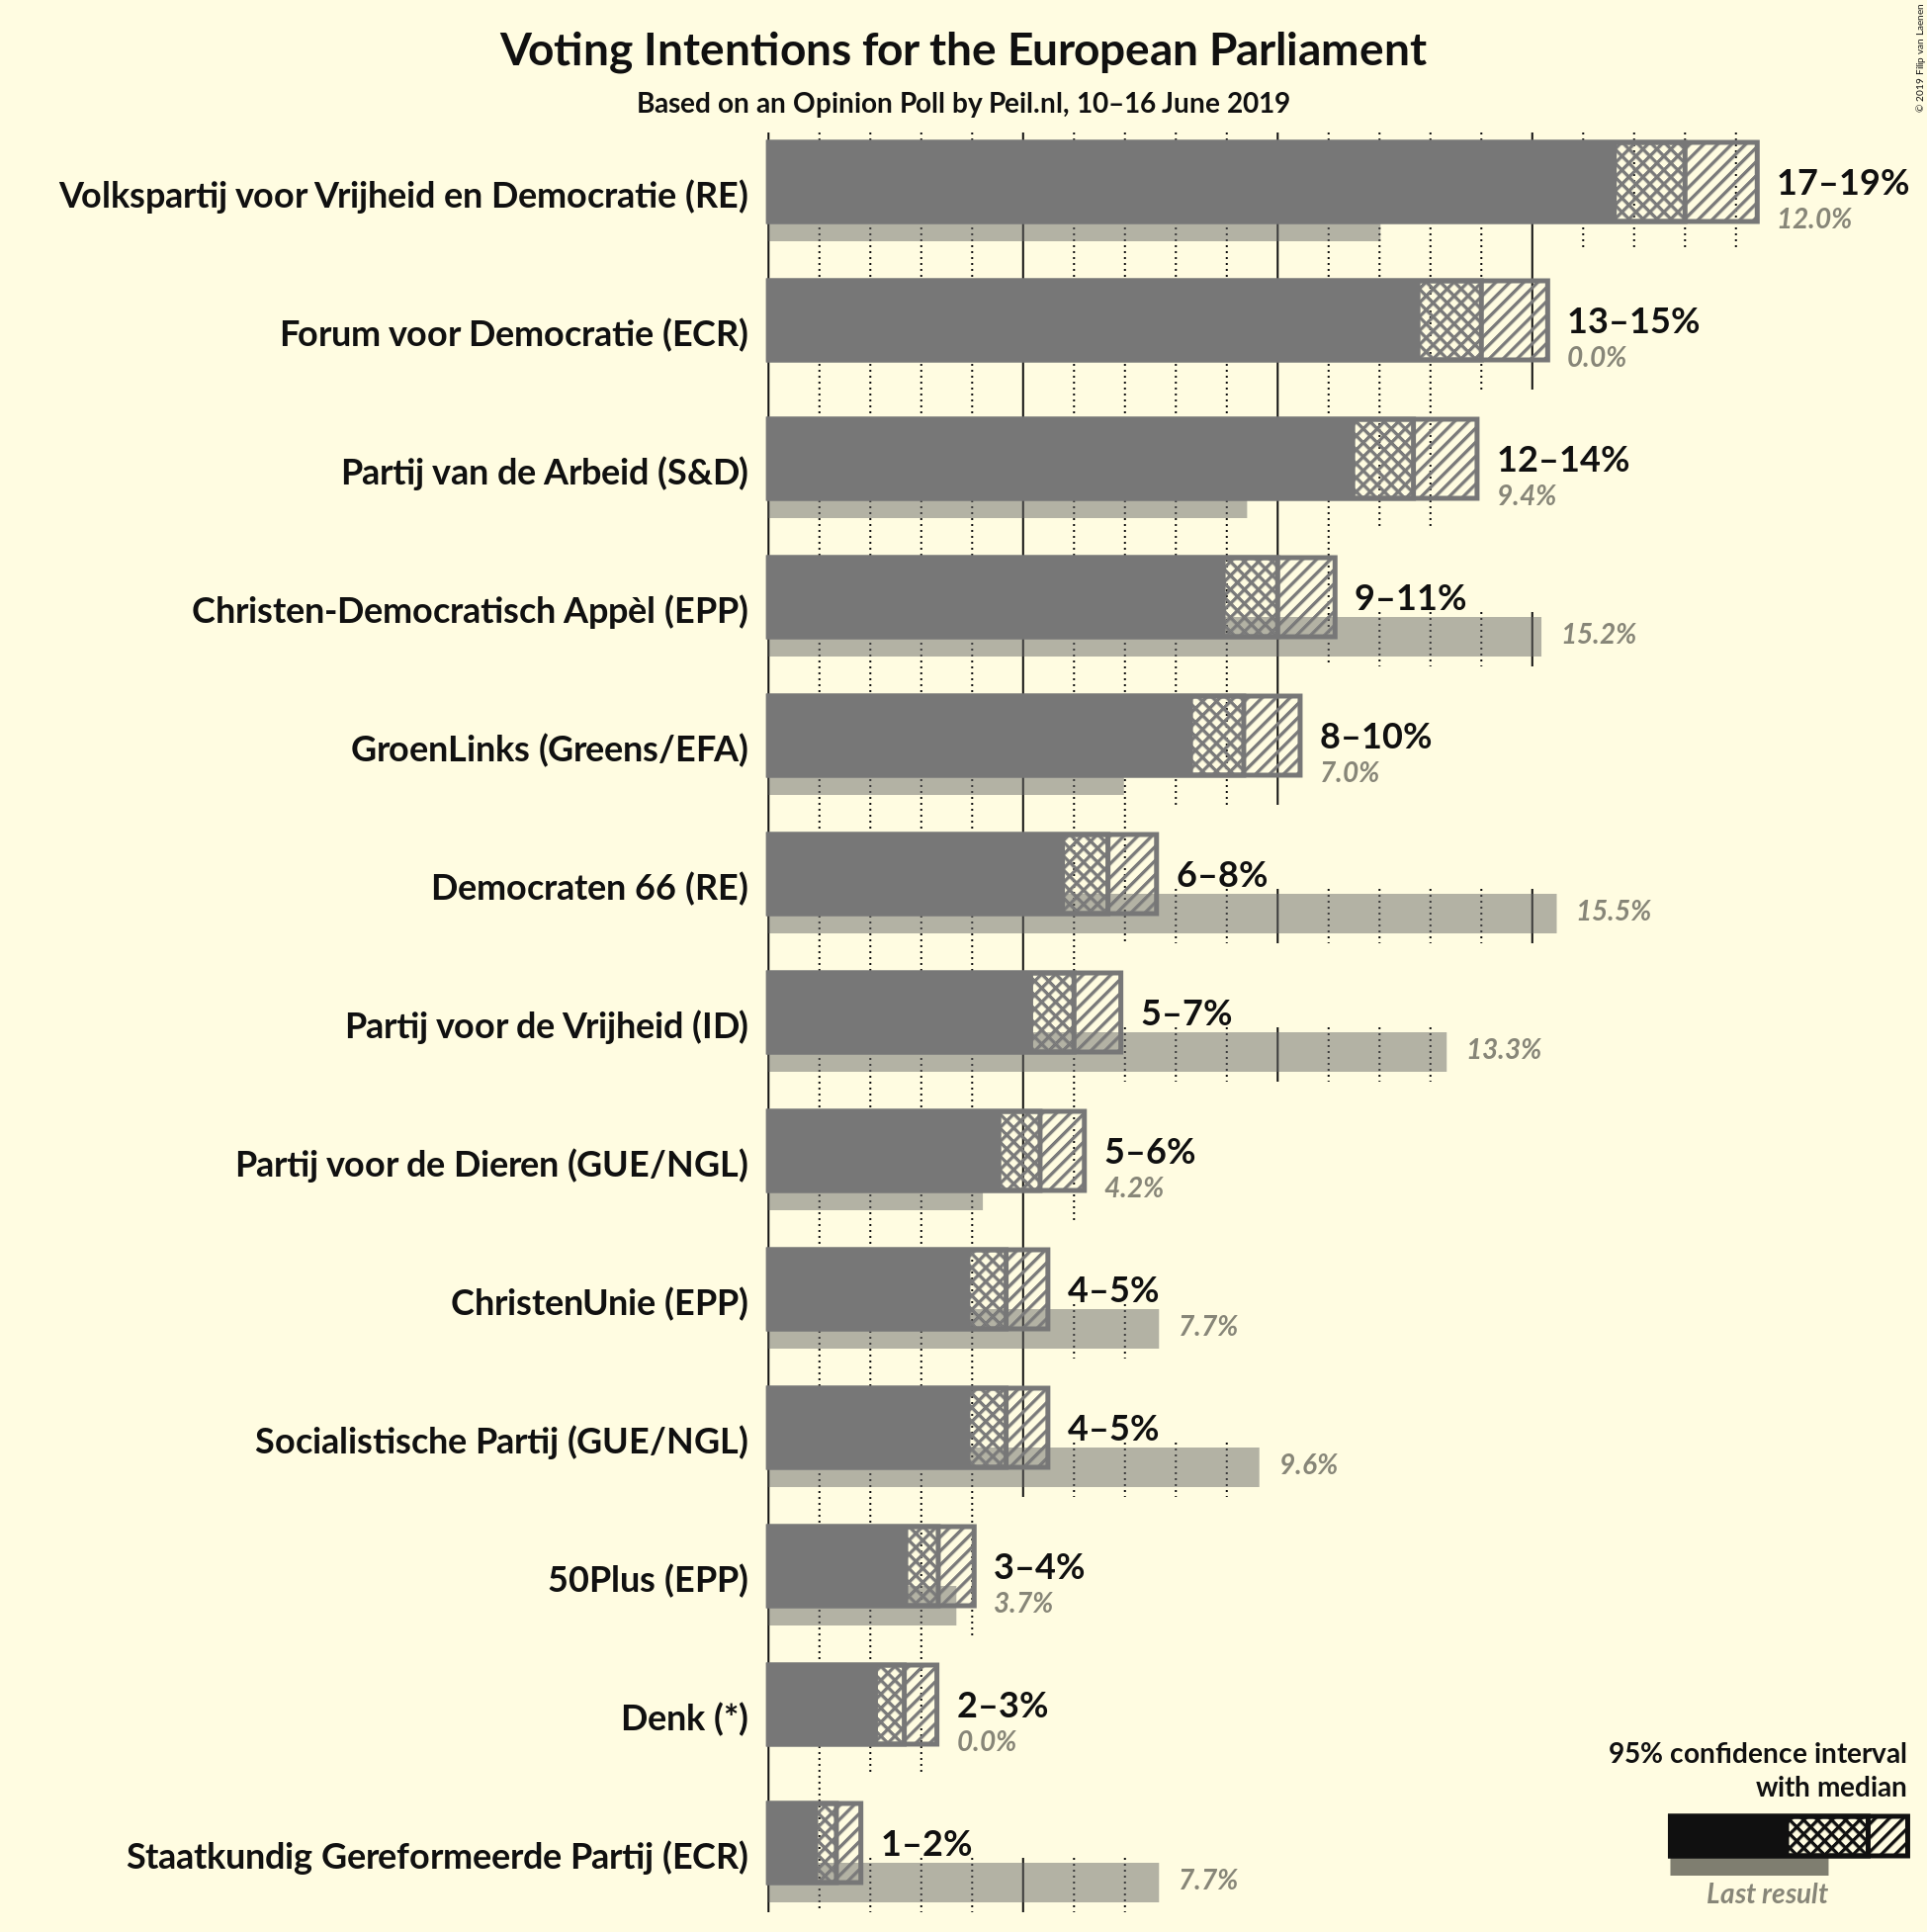 Voting Intentions for the European Parliament
Based on an Opinion Poll by Peil.nl, 10–16 June 2019
© 2019 Filip van Laenen
Volkspartij voor Vrijheid en Democratie (RE)
17–19%
12.0%
Forum voor Democratie (ECR)
13–15%
0.0%
Partij van de Arbeid (S&D)
12–14%
9.4%
Christen-Democratisch Appèl (EPP)
9–11%
15.2%
GroenLinks (Greens/EFA)
8–10%
7.0%
Democraten 66 (RE)
6–8%
15.5%
Partij voor de Vrijheid (ID)
5–7%
13.3%
Partij voor de Dieren (GUE/NGL)
5–6%
4.2%
ChristenUnie (EPP)
4–5%
7.7%
Socialistische Partij (GUE/NGL)
4–5%
9.6%
50Plus (EPP)
3–4%
3.7%
Denk (*)
2–3%
0.0%
Staatkundig Gereformeerde Partij (ECR)
1–2%
7.7%
95% confidence interval
with median
Last result